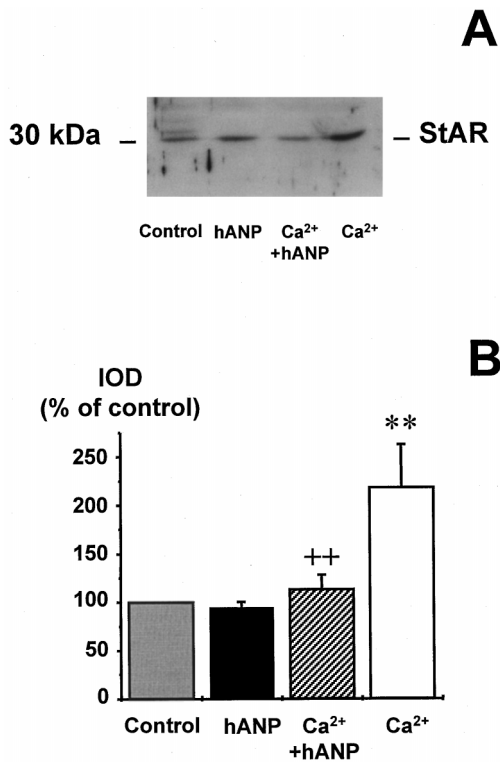 A
30 kDa – – StAR
Control hANP Ca²⁺ Ca²⁺
+hANP
B
IOD
(% of control)
250
200
150
100
50
0
**
++
Control hANP Ca²⁺ Ca²⁺
+hANP